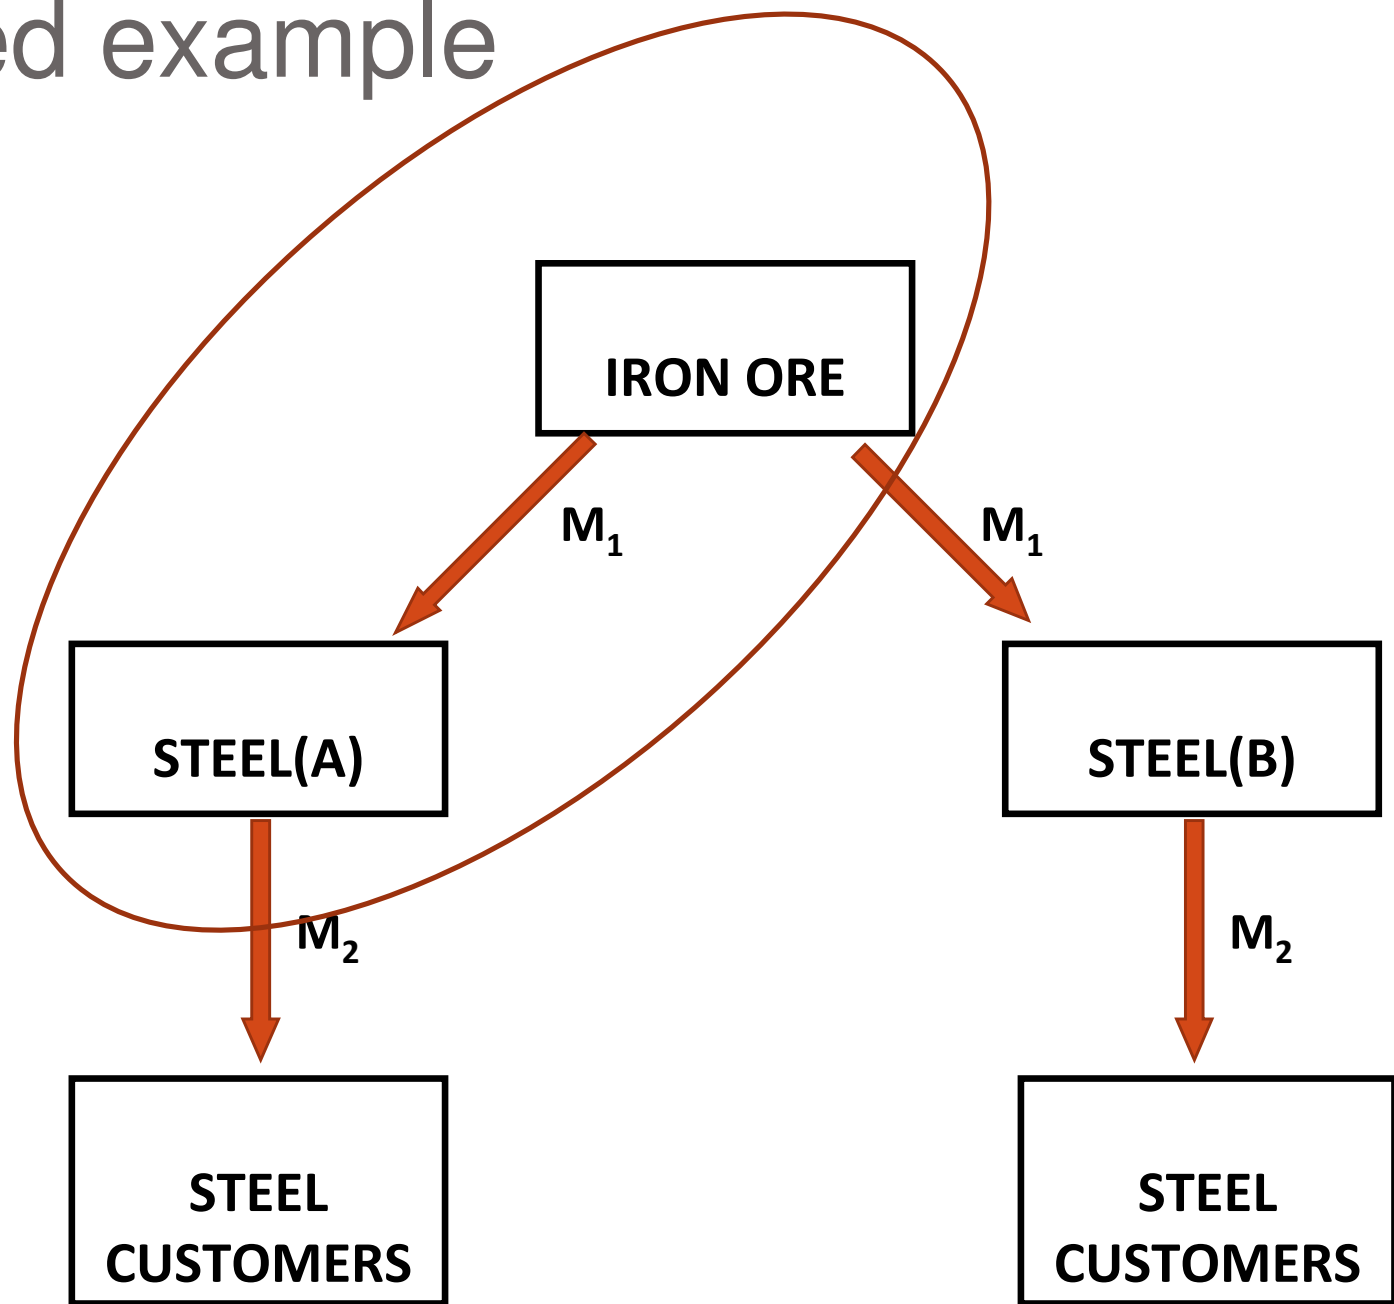 ed example
IRON ORE
M₁ M₁
STEEL(A) STEEL(B)
M₂ M₂
STEEL
CUSTOMERS
STEEL
CUSTOMERS